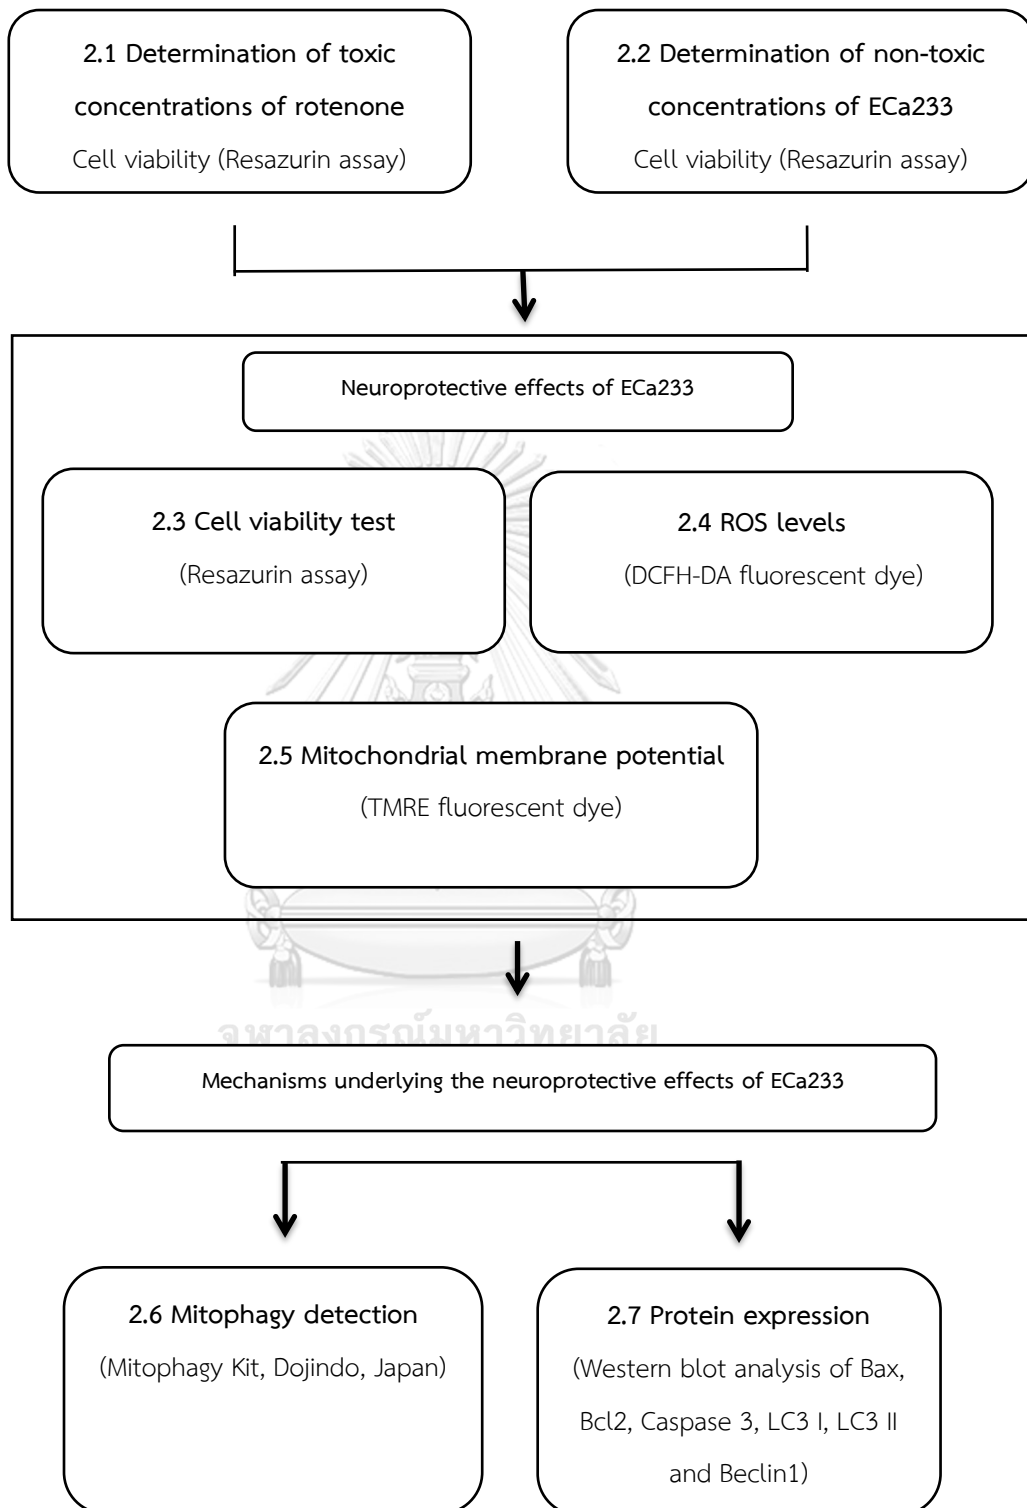 2.1 Determination of toxic
concentrations of rotenone
Cell viability (Resazurin assay)
2.2 Determination of non-toxic
concentrations of ECa233
Cell viability (Resazurin assay)
Neuroprotective effects of ECa233
2.3 Cell viability test
(Resazurin assay)
2.4 ROS levels
(DCFH-DA fluorescent dye)
2.5 Mitochondrial membrane potential
(TMRE fluorescent dye)
จุฬาลงกรณ์มหาวิทยาลัย
Mechanisms underlying the neuroprotective effects of ECa233
2.6 Mitophagy detection
(Mitophagy Kit, Dojindo, Japan)
2.7 Protein expression
(Western blot analysis of Bax,
Bcl2, Caspase 3, LC3 I, LC3 II
and Beclin1)